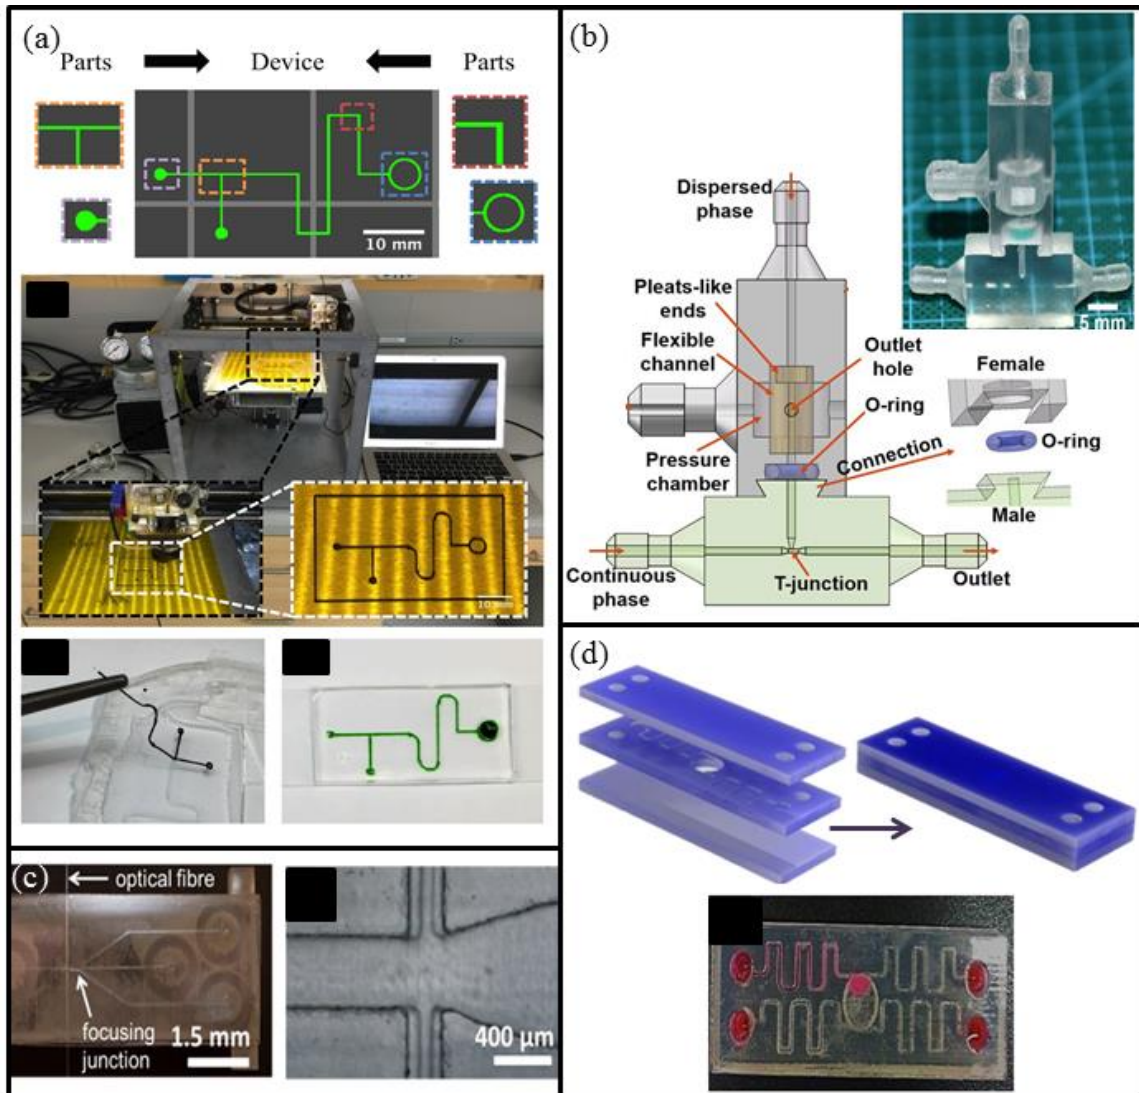 (a)
Parts
Device
Parts
10 mm
10 mm
(b)
5 mm
Dispersed
phase
Pleats-like
ends
Flexible
channel
Outlet
hole
O-ring
Pressure
chamber
Connection
Female
O-ring
Male
Continuous
phase
T-junction
Outlet
(c)
optical fibre
focusing
junction
1.5 mm
400 µm
(d)